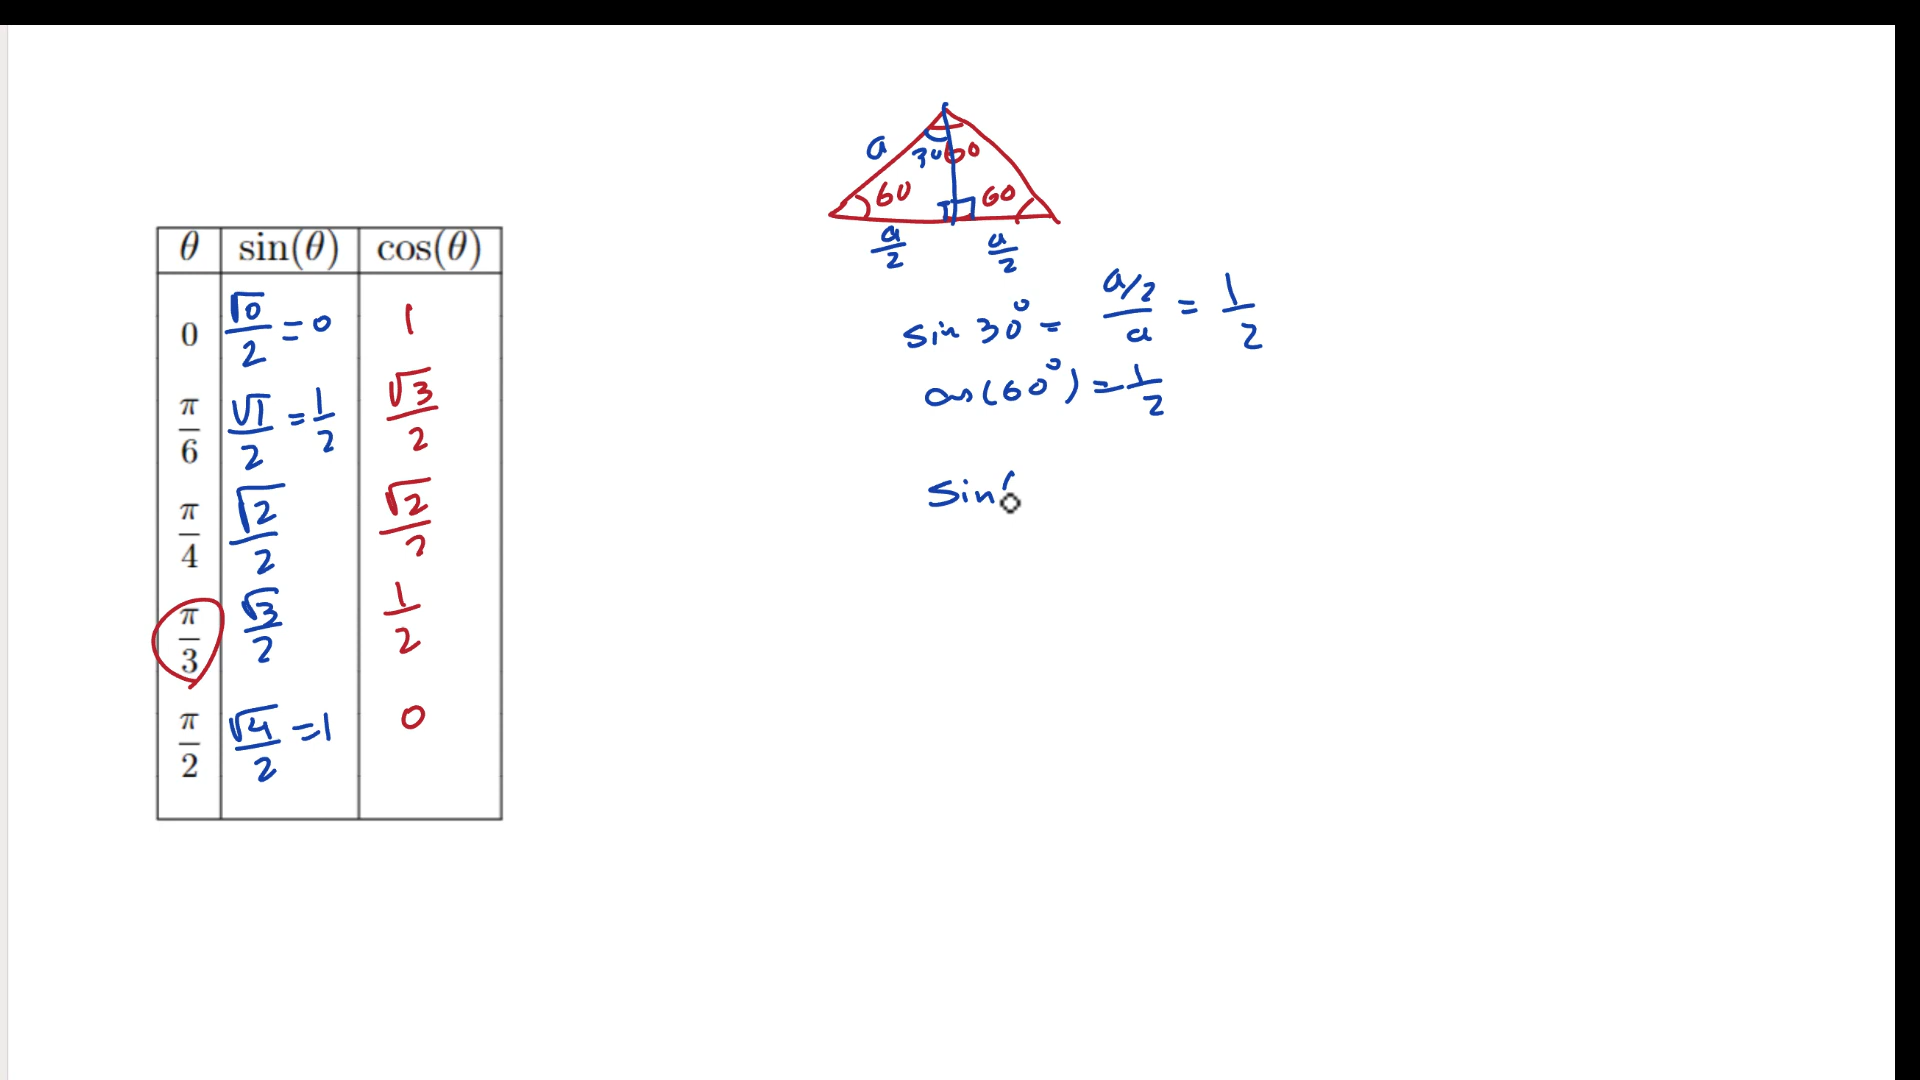 θ sin(θ) cos(θ)
0 √0/2 = 0 1
π/6 √1/2 = 1/2 √3/2
π/4 √2/2 √2/2
π/3 √3/2 1/2
π/2 √4/2 = 1 0
a 30 60
60 60
a/2 a/2
sin 30° = (a/2)/a = 1/2
cos(60°) = 1/2
sin(